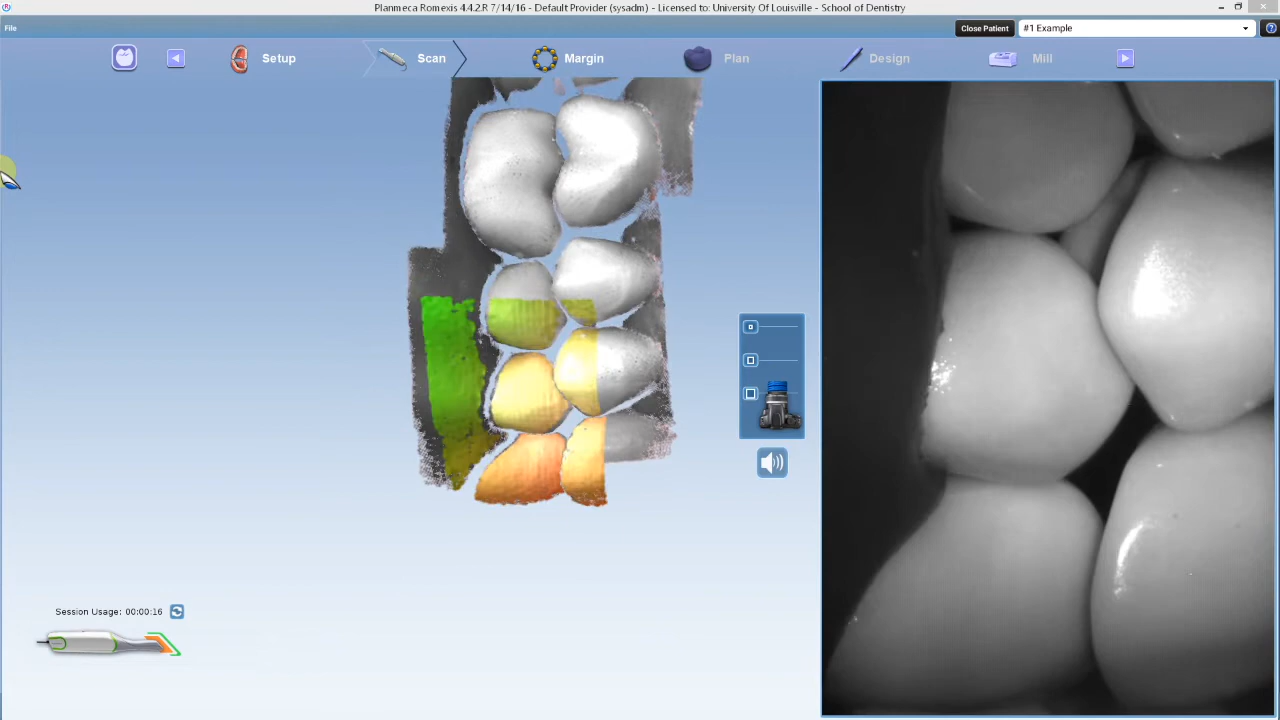 Planmeca Romexis 4.4.2.R 7/14/16 - Default Provider (sysadm) - Licensed to: University Of Louisville - School of Dentistry
File
Close Patient
#1 Example
Setup
Scan
Margin
Plan
Design
Mill
Session Usage: 00:00:16